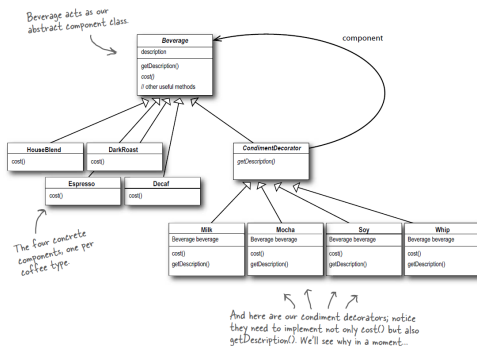 Beverage acts as our
abstract component class.
Beverage
description
getDescription()
cost()
// other useful methods
component
HouseBlend
cost()
DarkRoast
cost()
Espresso
cost()
Decaf
cost()
CondimentDecorator
getDescription()
The four concrete
components, one per
coffee type.
Milk
Beverage beverage
cost()
getDescription()
Mocha
Beverage beverage
cost()
getDescription()
Soy
Beverage beverage
cost()
getDescription()
Whip
Beverage beverage
cost()
getDescription()
And here are our condiment decorators; notice
they need to implement not only cost() but also
getDescription(). We'll see why in a moment...